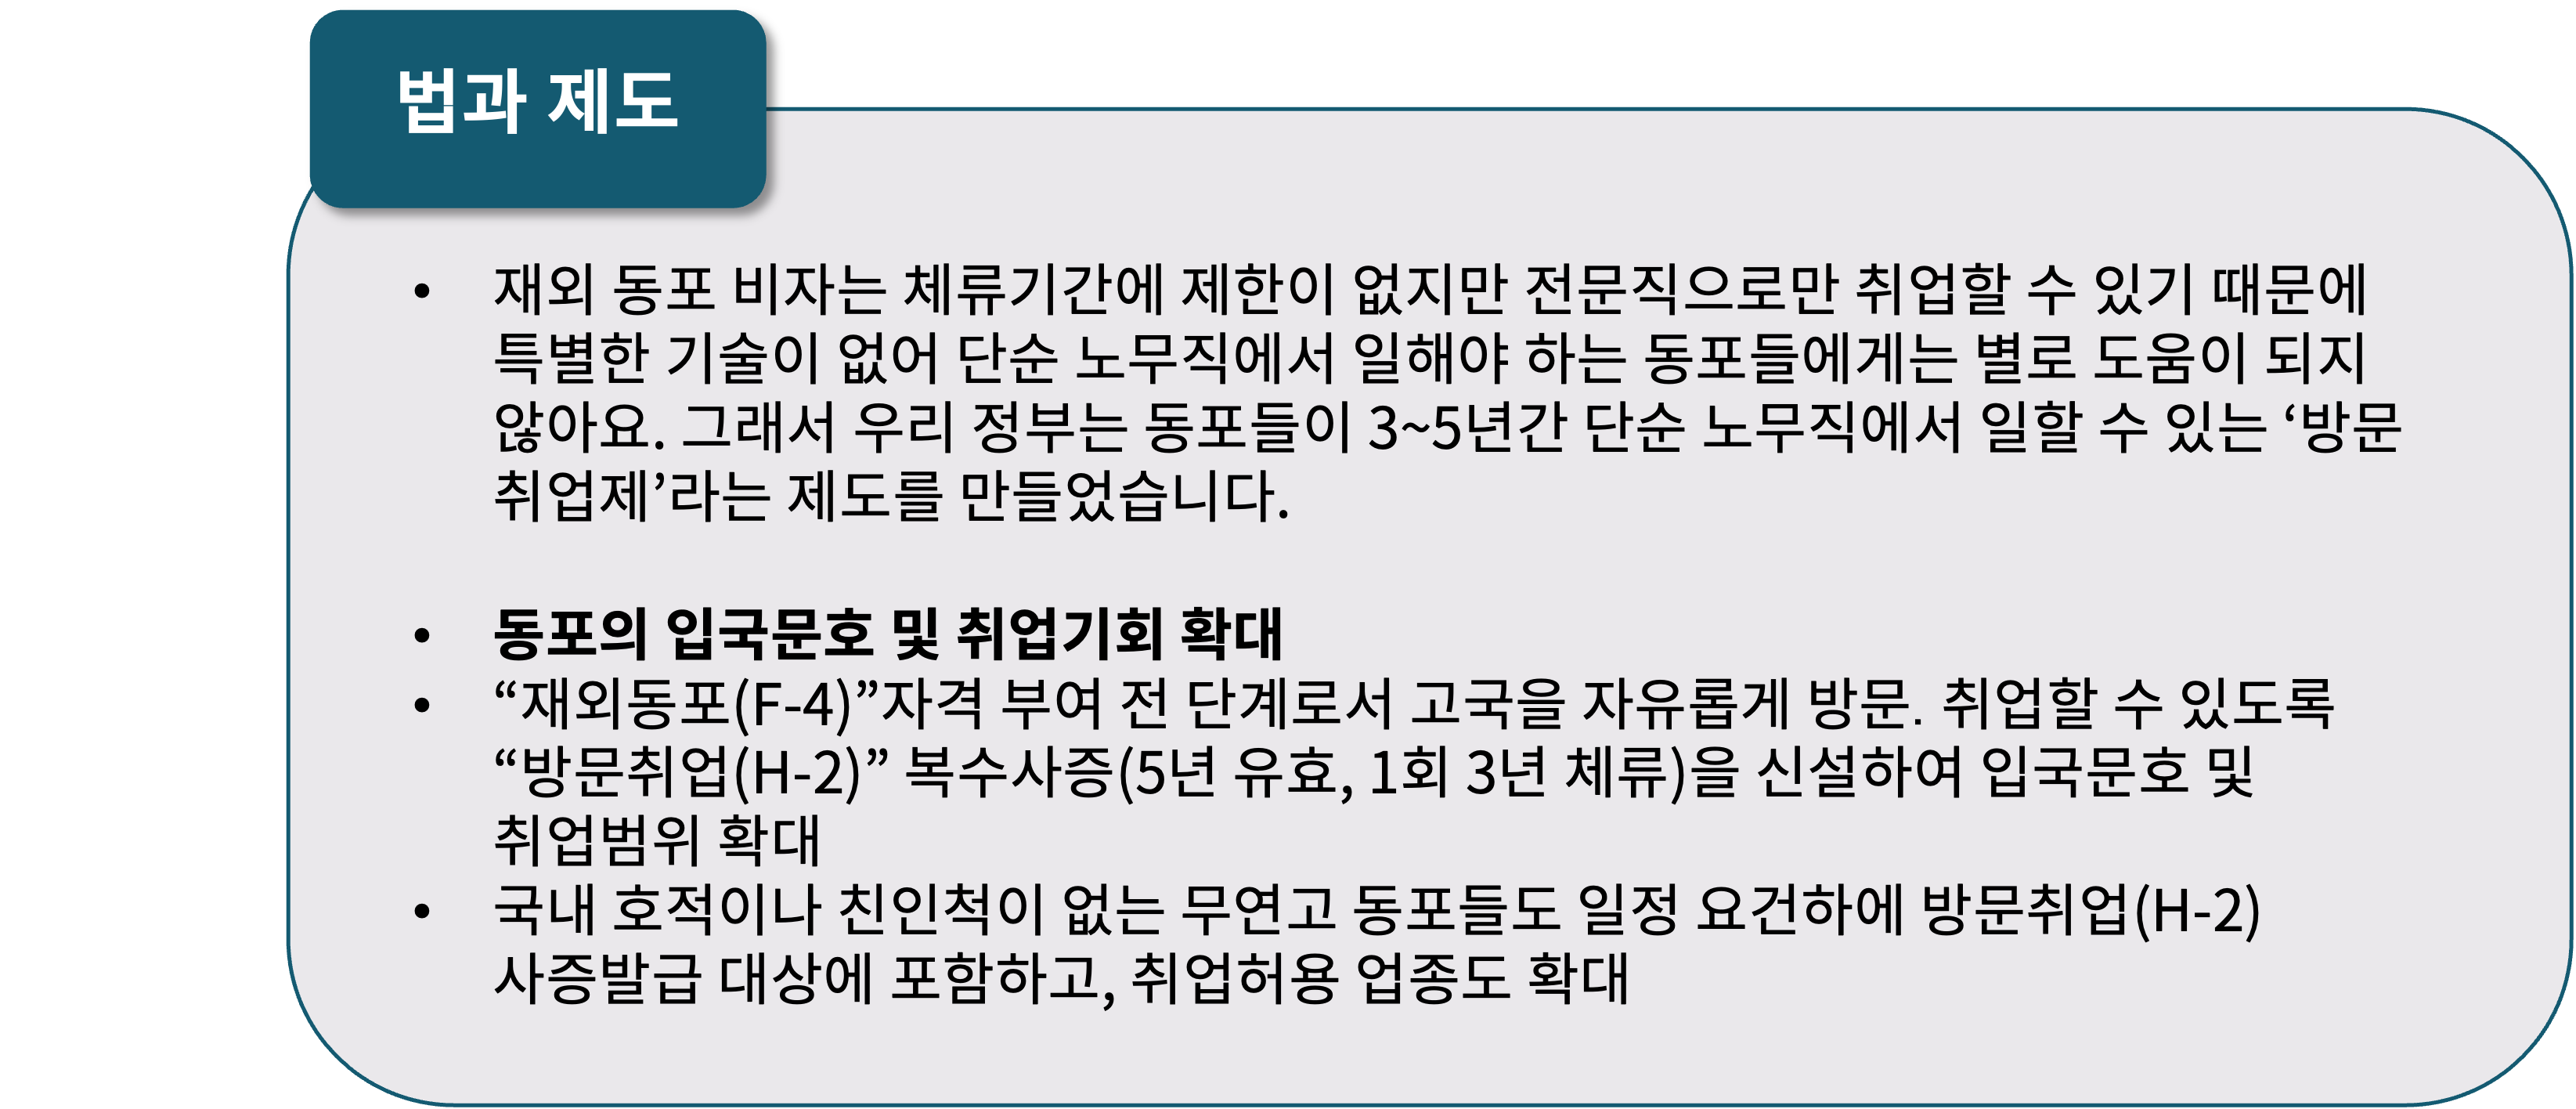 법과 제도
• 재외 동포 비자는 체류기간에 제한이 없지만 전문직으로만 취업할 수 있기 때문에
특별한 기술이 없어 단순 노무직에서 일해야 하는 동포들에게는 별로 도움이 되지
않아요. 그래서 우리 정부는 동포들이 3~5년간 단순 노무직에서 일할 수 있는 ‘방문
취업제’라는 제도를 만들었습니다.
• 동포의 입국문호 및 취업기회 확대
• “재외동포(F-4)”자격 부여 전 단계로서 고국을 자유롭게 방문. 취업할 수 있도록
“방문취업(H-2)” 복수사증(5년 유효, 1회 3년 체류)을 신설하여 입국문호 및
취업범위 확대
• 국내 호적이나 친인척이 없는 무연고 동포들도 일정 요건하에 방문취업(H-2)
사증발급 대상에 포함하고, 취업허용 업종도 확대